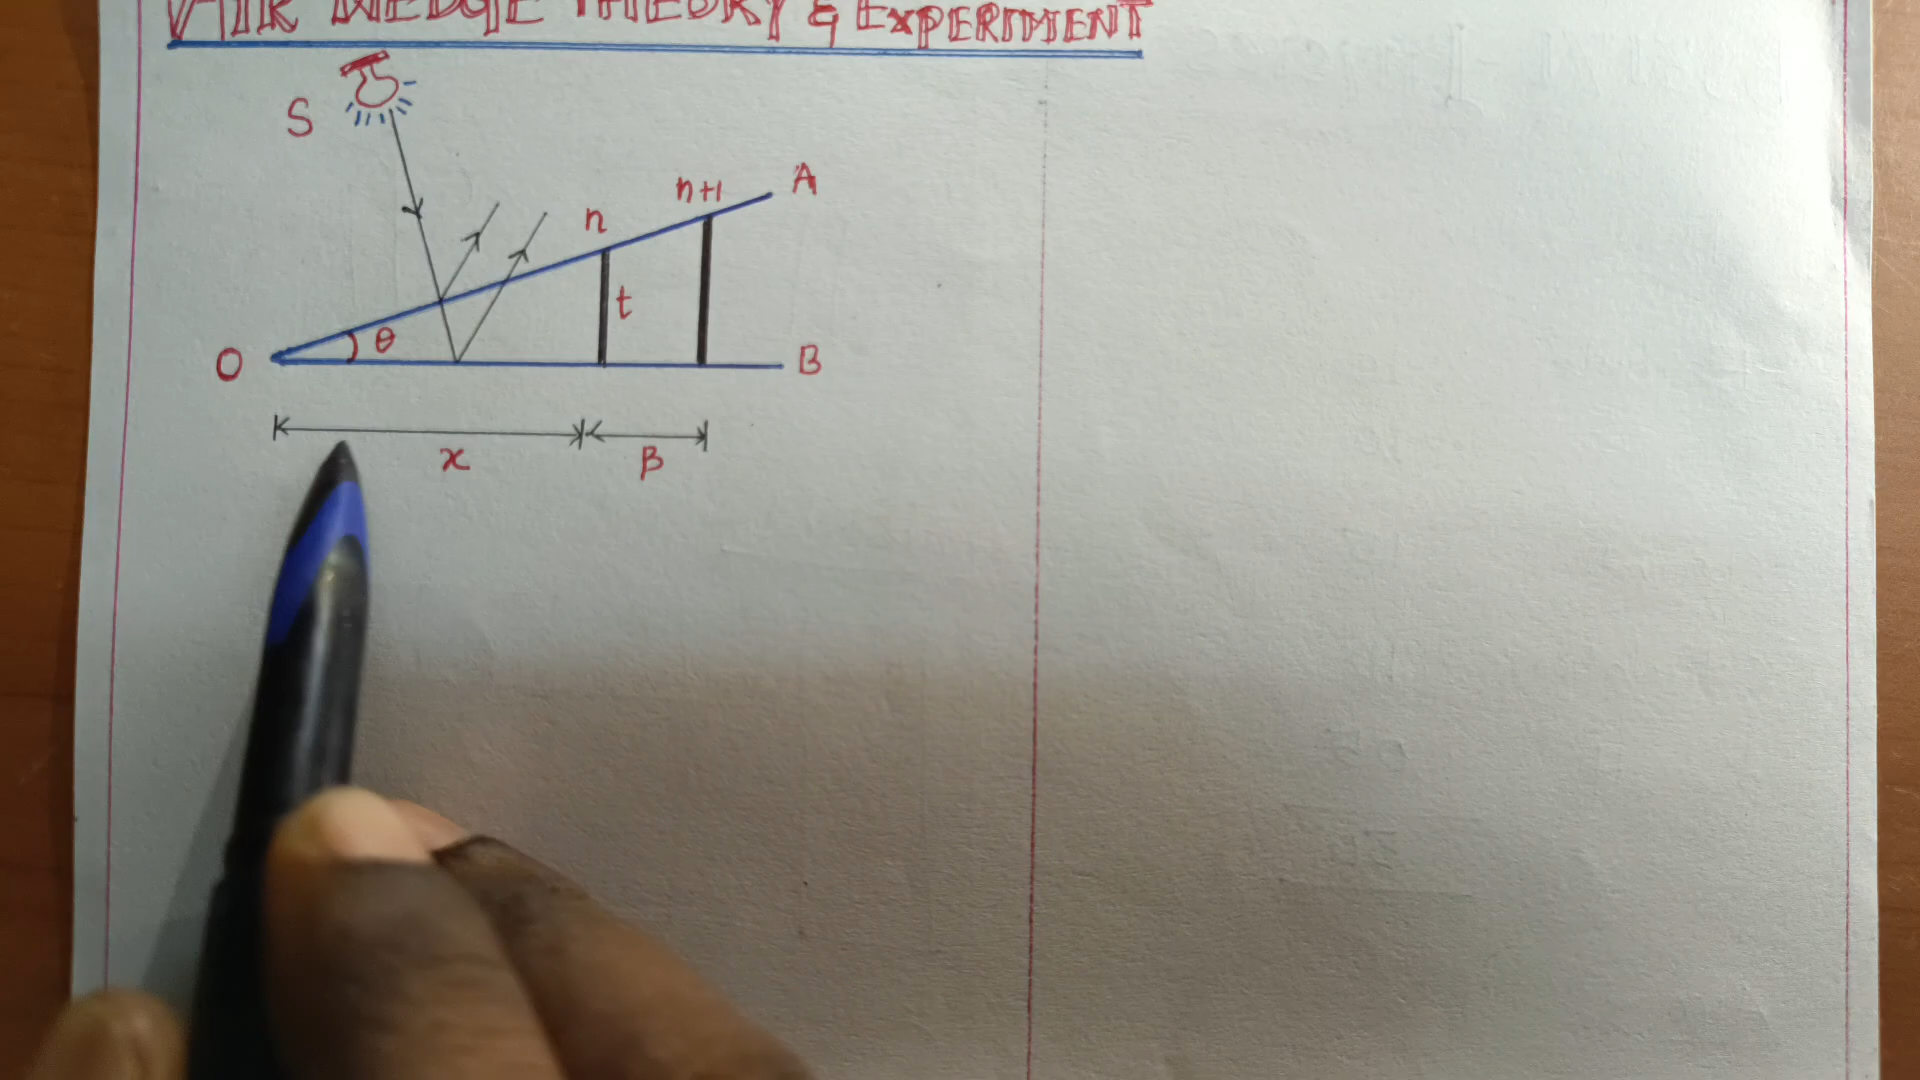 AIR WEDGE THEORY & EXPERIMENT
S
A
n+1
n
t
θ
O
B
x
β